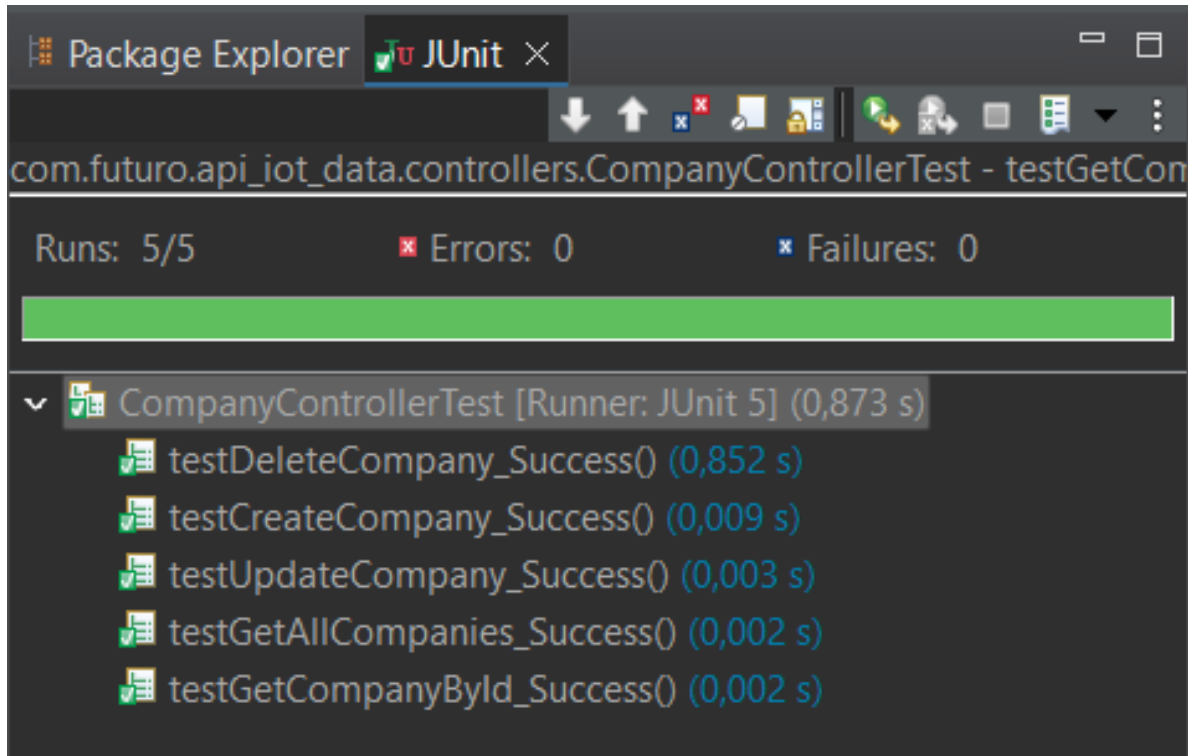 Package Explorer JUnit
com.futuro.api_iot_data.controllers.CompanyControllerTest - testGetCom
Runs: 5/5 Errors: 0 Failures: 0
CompanyControllerTest [Runner: JUnit 5] (0,873 s)
testDeleteCompany_Success() (0,852 s)
testCreateCompany_Success() (0,009 s)
testUpdateCompany_Success() (0,003 s)
testGetAllCompanies_Success() (0,002 s)
testGetCompanyById_Success() (0,002 s)